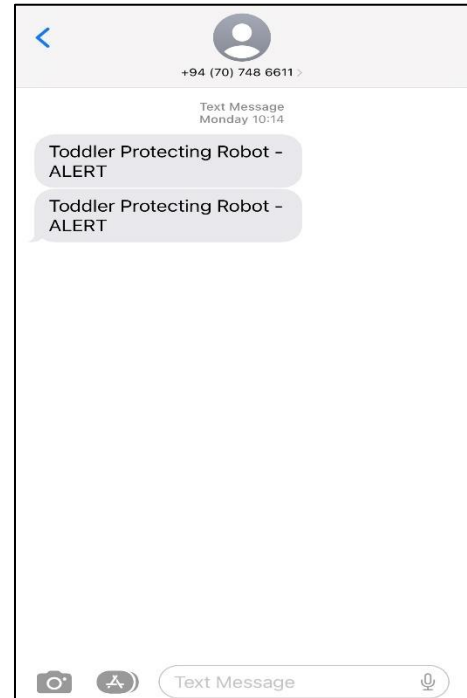 +94 (70) 748 6611 >
Text Message
Monday 10:14
Toddler Protecting Robot -
ALERT
Toddler Protecting Robot -
ALERT
Text Message